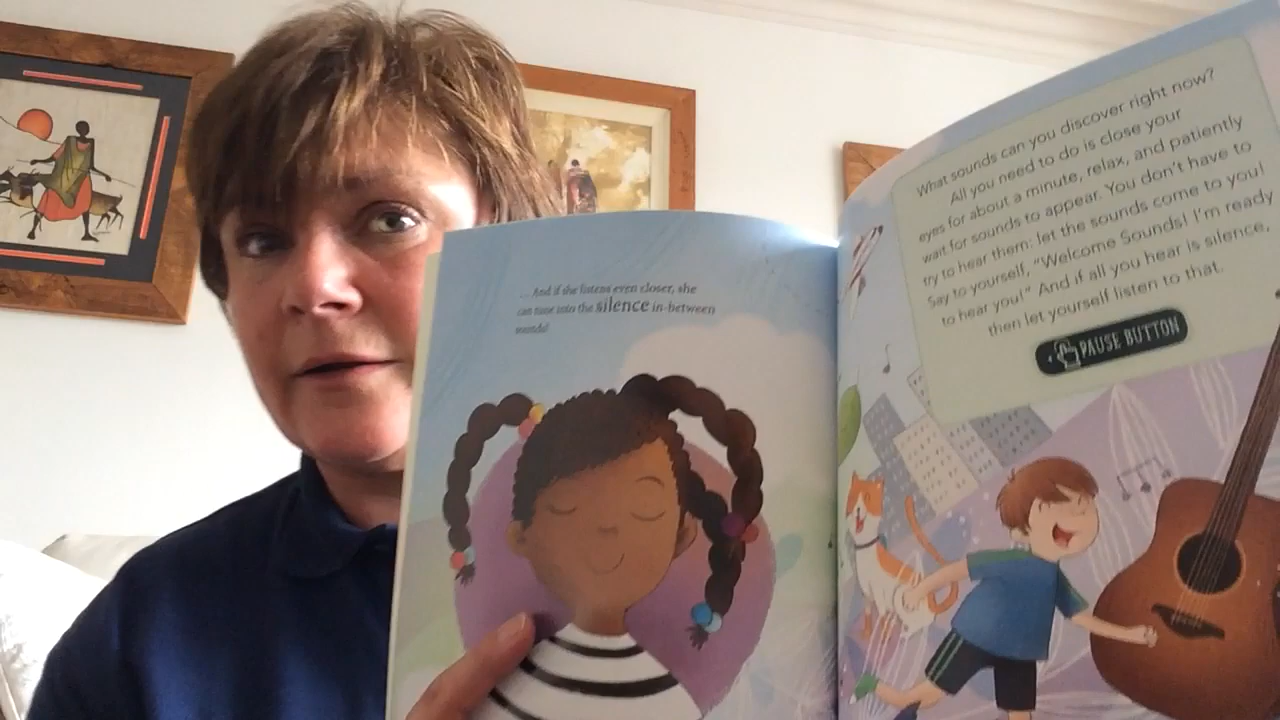 ... And if she listens even closer, she
can tune into the silence in-between
sounds!
What sounds can you discover right now?
All you need to do is close your
eyes for about a minute, relax, and patiently
wait for sounds to appear. You don't have to
try to hear them: let the sounds come to you!
Say to yourself, "Welcome Sounds! I'm ready
to hear you!" And if all you hear is silence,
then let yourself listen to that.
PAUSE BUTTON